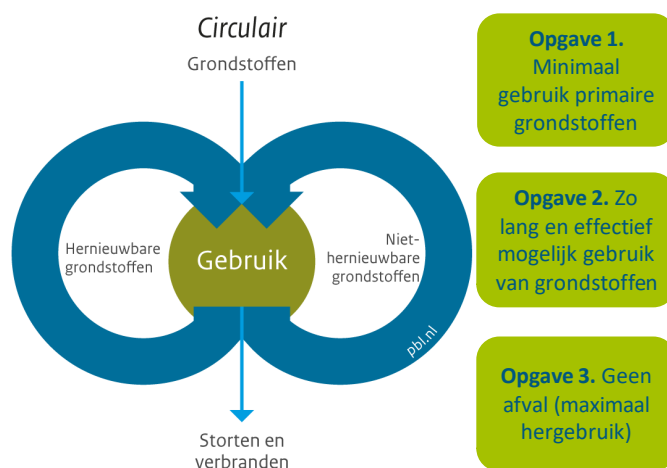 Circulair
Grondstoffen
Hernieuwbare
grondstoffen
Gebruik
Niet-
hernieuwbare
grondstoffen
pbl.nl
Storten en
verbranden
Opgave 1.
Minimaal
gebruik primaire
grondstoffen
Opgave 2. Zo
lang en effectief
mogelijk gebruik
van grondstoffen
Opgave 3. Geen
afval (maximaal
hergebruik)